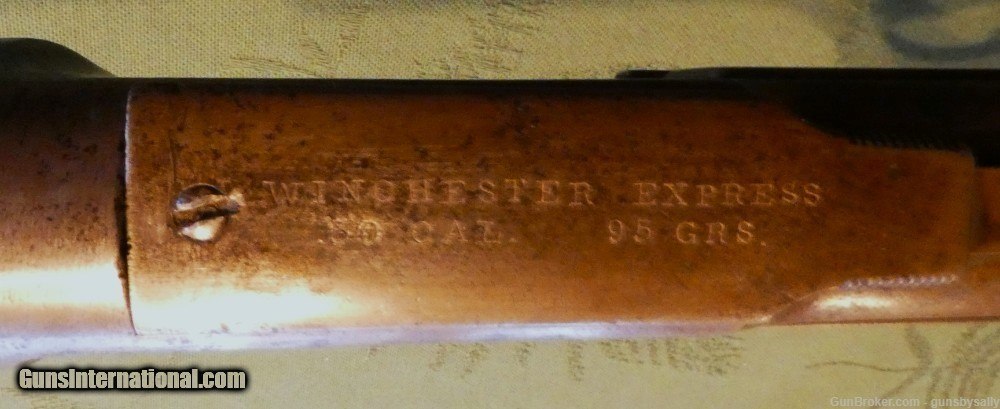 WINCHESTER EXPRESS
.50 CAL. 95 GRS.
GunsInternational.com
GunBroker.com - gunsbysally